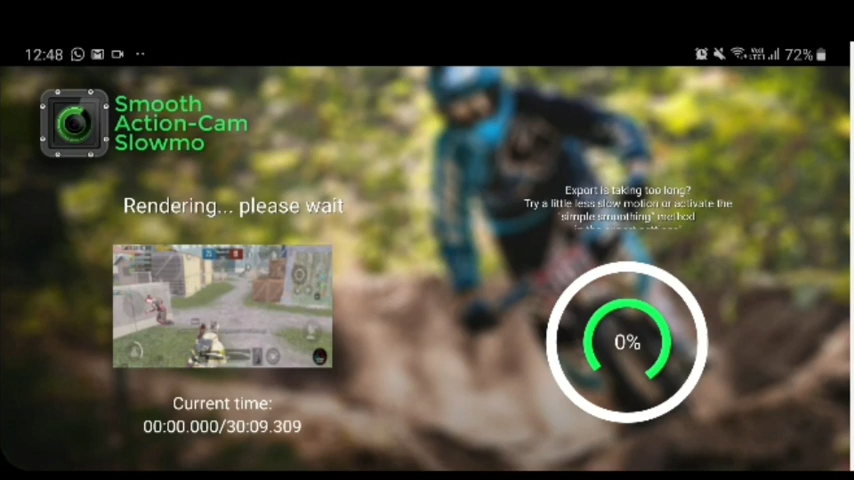 12:48
72%
Smooth
Action-Cam
Slowmo
Rendering... please wait
Export is taking too long?
Try a little less slow motion or activate the
"simple smoothing" method
0%
Current time:
00:00.000/30:09.309